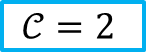 𝒞 = 2